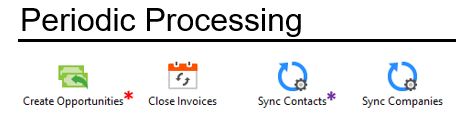 Periodic Processing
Create Opportunities* Close Invoices Sync Contacts* Sync Companies